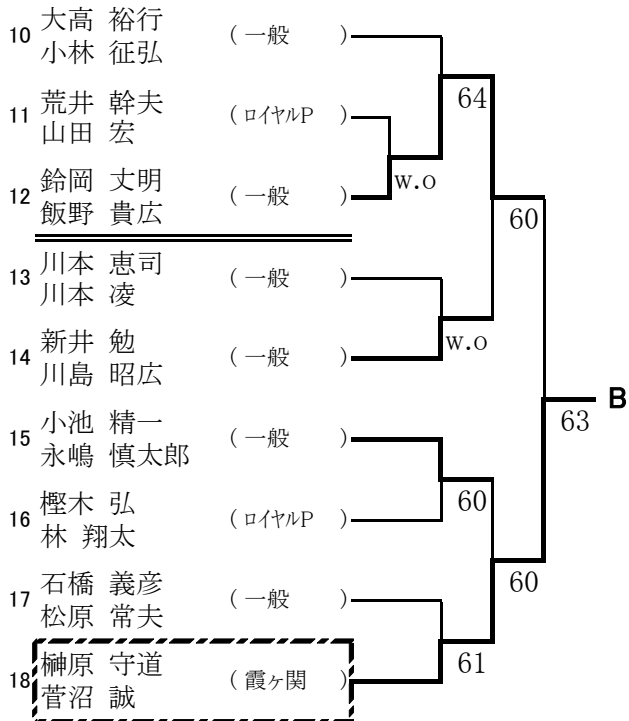 10 大高 裕行 (一般)
小林 征弘
11 荒井 幹夫 (ロイヤルP)
山田 宏
12 鈴岡 丈明 (一般)
飯野 貴広
13 川本 恵司 (一般)
川本 凌
14 新井 勉 (一般)
川島 昭広
15 小池 精一 (一般)
永嶋 慎太郎
16 樫木 弘 (ロイヤルP)
林 翔太
17 石橋 義彦 (一般)
松原 常夫
18 榊原 守道 (霞ヶ関)
菅沼 誠
64
w.o
60
w.o
B
63
60
60
61